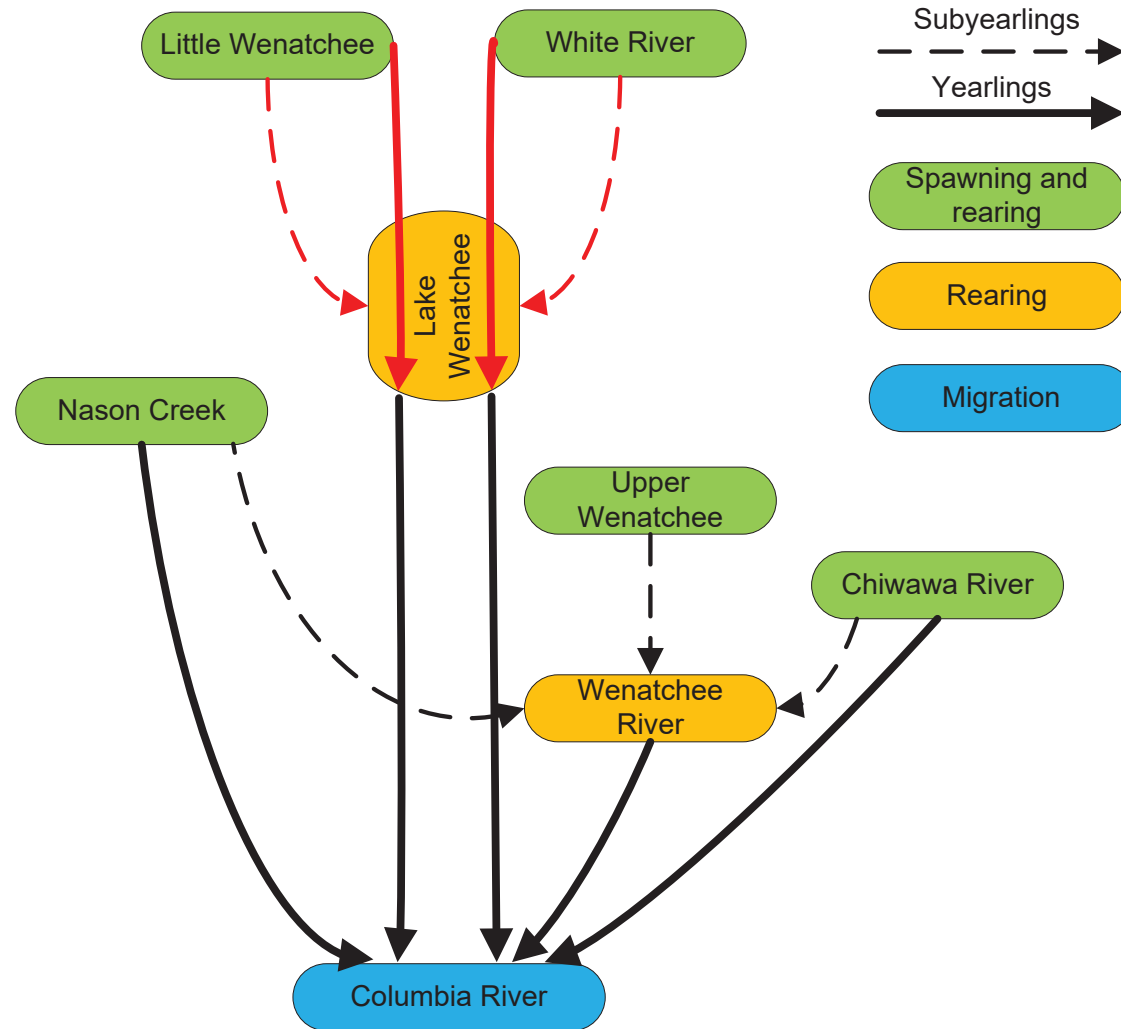 Little Wenatchee
White River
Subyearlings
Yearlings
Spawning and
rearing
Rearing
Migration
Lake
Wenatchee
Nason Creek
Upper
Wenatchee
Chiwawa River
Wenatchee
River
Columbia River